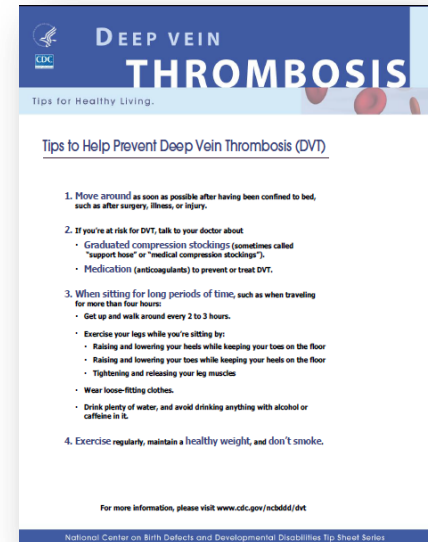 CDC
DEEP VEIN
THROMBOSIS
Tips for Healthy Living.
Tips to Help Prevent Deep Vein Thrombosis (DVT)
1. Move around as soon as possible after having been confined to bed,
such as after surgery, illness, or injury.
2. If you're at risk for DVT, talk to your doctor about
· Graduated compression stockings (sometimes called
"support hose" or "medical compression stockings").
· Medication (anticoagulants) to prevent or treat DVT.
3. When sitting for long periods of time, such as when traveling
for more than four hours:
· Get up and walk around every 2 to 3 hours.
· Exercise your legs while you're sitting by:
· Raising and lowering your heels while keeping your toes on the floor
· Raising and lowering your toes while keeping your heels on the floor
· Tightening and releasing your leg muscles
· Wear loose-fitting clothes.
· Drink plenty of water, and avoid drinking anything with alcohol or
caffeine in it.
4. Exercise regularly, maintain a healthy weight, and don't smoke.
For more information, please visit www.cdc.gov/ncbddd/dvt
National Center on Birth Defects and Developmental Disabilities Tip Sheet Series